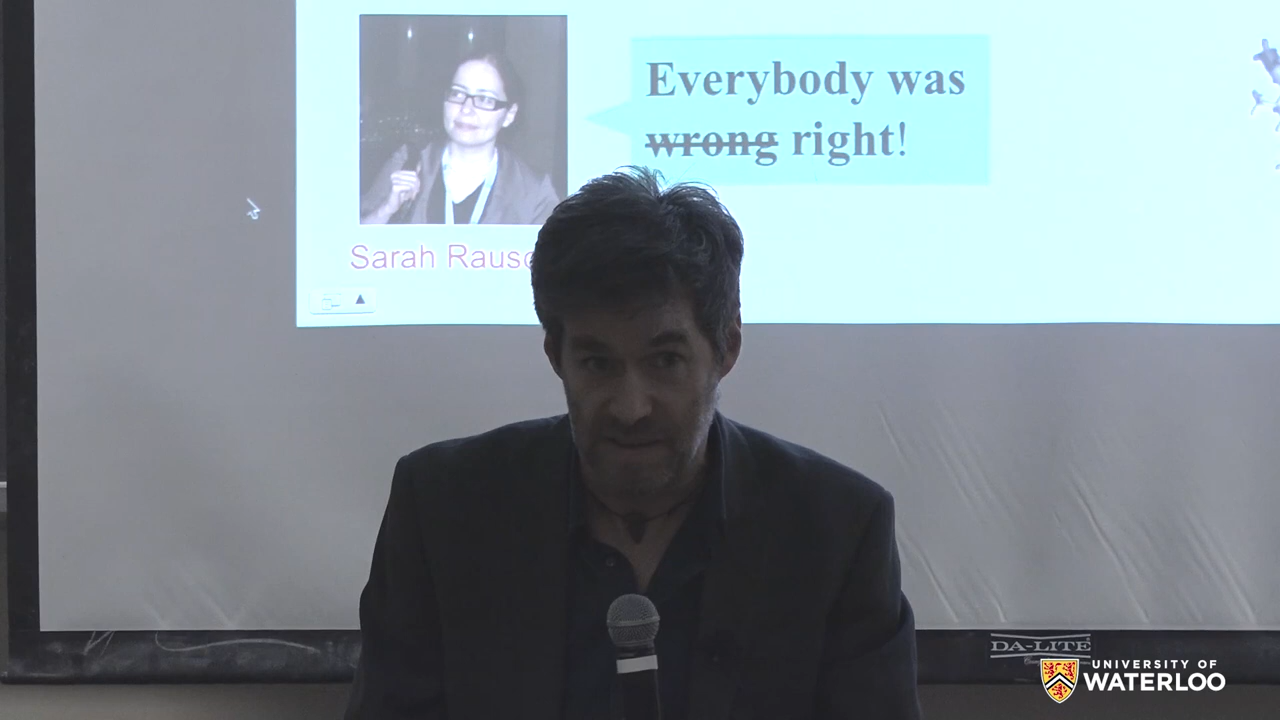 Everybody was
wrong right!
Sarah
DA-LITE
UNIVERSITY OF
WATERLOO